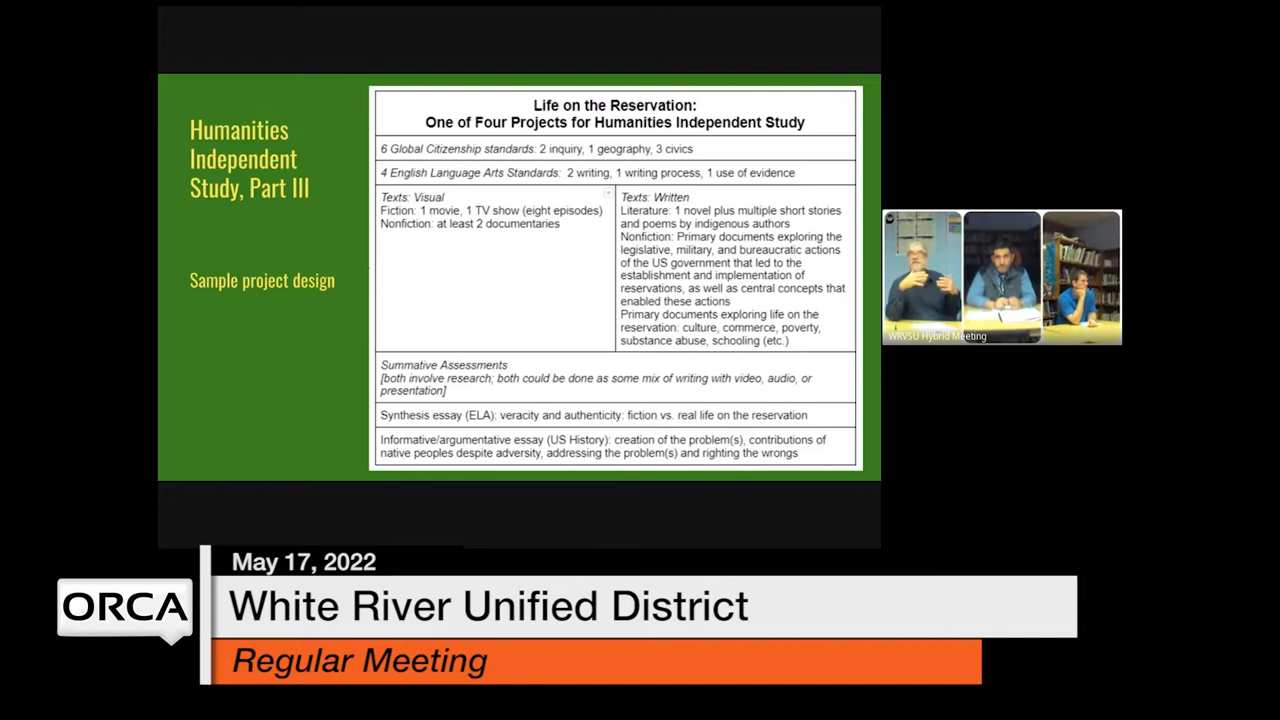 Humanities
Independent
Study, Part III
Sample project design
Life on the Reservation:
One of Four Projects for Humanities Independent Study
6 Global Citizenship standards: 2 inquiry, 1 geography, 3 civics
4 English Language Arts Standards: 2 writing, 1 writing process, 1 use of evidence
Texts: Visual
Fiction: 1 movie, 1 TV show (eight episodes)
Nonfiction: at least 2 documentaries
Texts: Written
Literature: 1 novel plus multiple short stories
and poems by indigenous authors
Nonfiction: Primary documents exploring the
legislative, military, and bureaucratic actions
of the US government that led to the
establishment and implementation of
reservations, as well as central concepts that
enabled these actions
Primary documents exploring life on the
reservation: culture, commerce, poverty,
substance abuse, schooling (etc.)
Summative Assessments
[both involve research; both could be done as some mix of writing with video, audio, or
presentation]
Synthesis essay (ELA): veracity and authenticity: fiction vs. real life on the reservation
Informative/argumentative essay (US History): creation of the problem(s), contributions of
native peoples despite adversity, addressing the problem(s) and righting the wrongs
WRVSU Hybrid Meeting
May 17, 2022
ORCA
White River Unified District
Regular Meeting